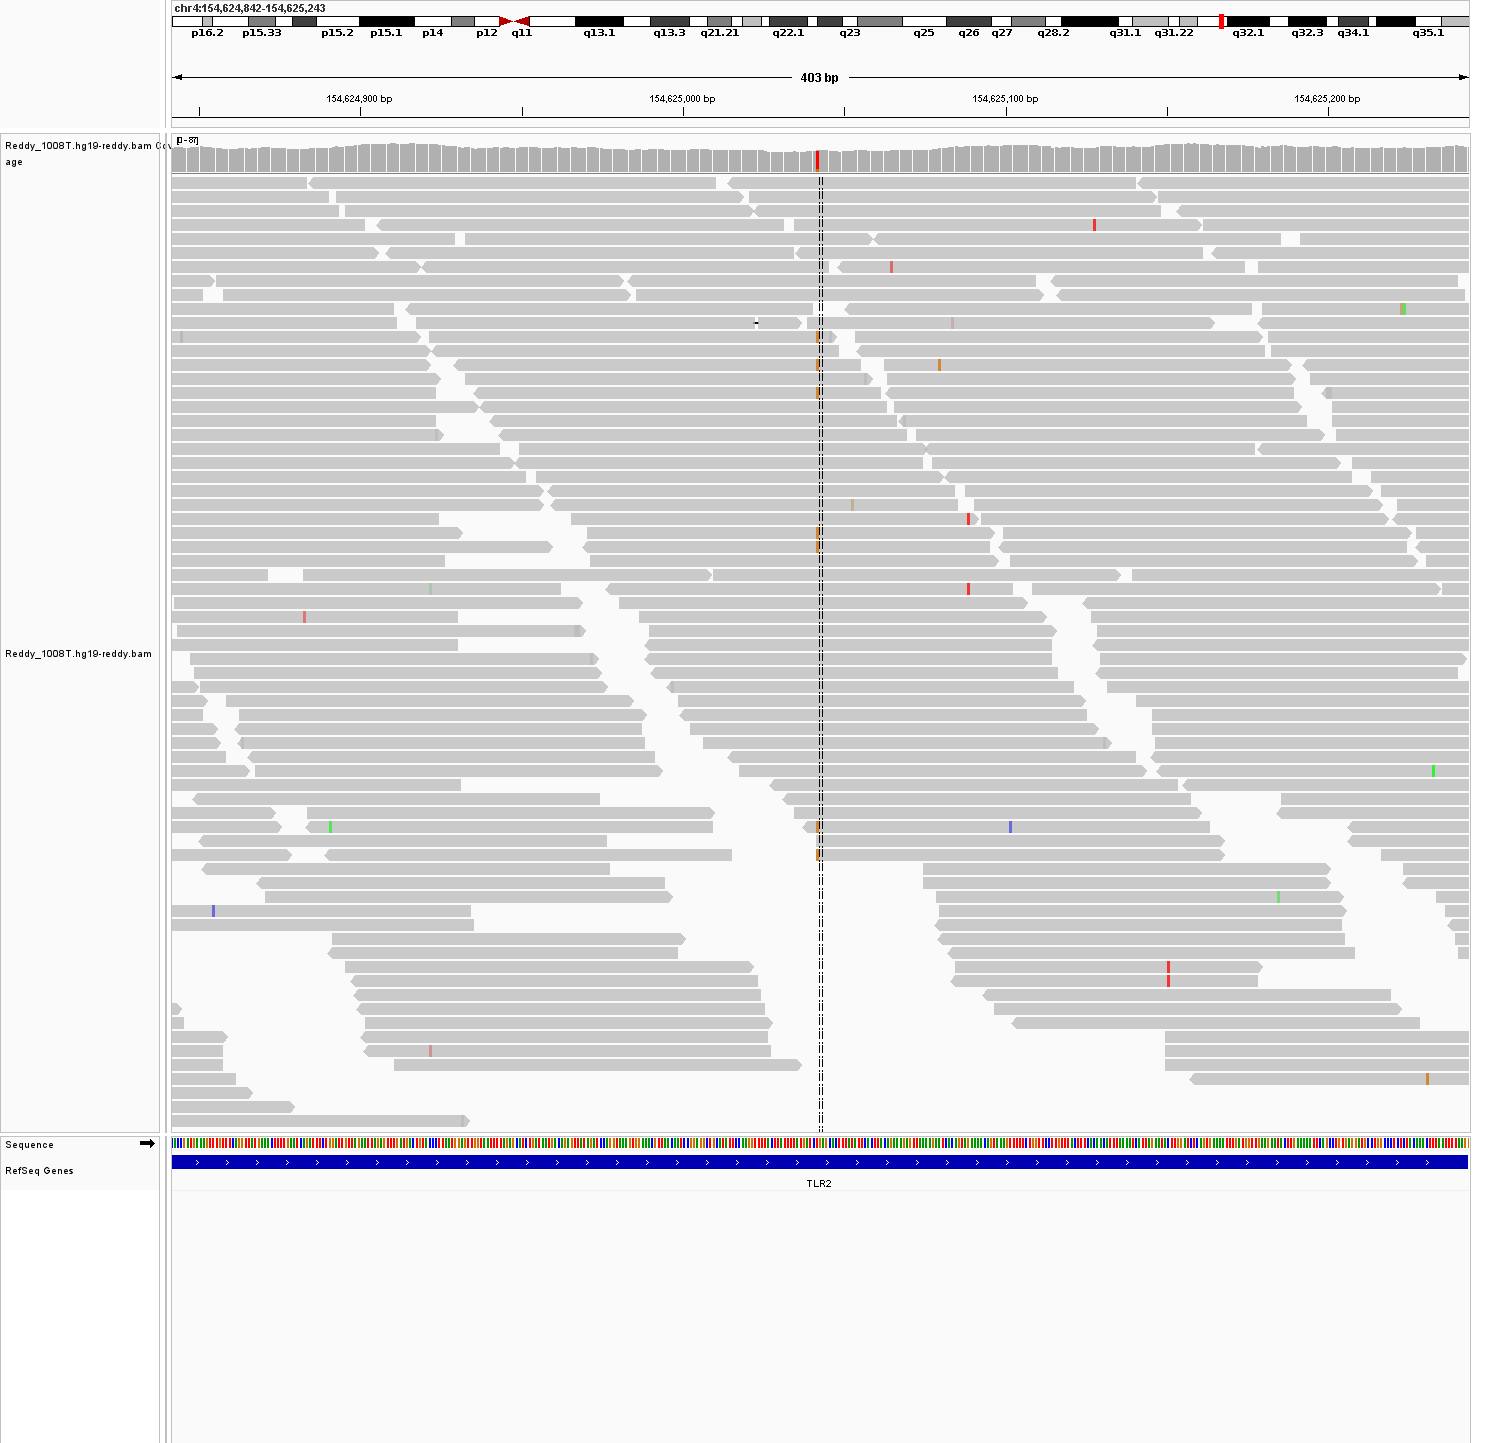 chr4:154,624,842-154,625,243
p16.2 p15.33 p15.2 p15.1 p14 p12 q11 q13.1 q13.3 q21.21 q22.1 q23 q25 q26 q27 q28.2 q31.1 q31.22 q32.1 q32.3 q34.1 q35.1
403 bp
154,624,900 bp 154,625,000 bp 154,625,100 bp 154,625,200 bp
[0 - 87]
Reddy_1008T.hg19-reddy.bam Cov
age
Reddy_1008T.hg19-reddy.bam
Sequence
RefSeq Genes
TLR2